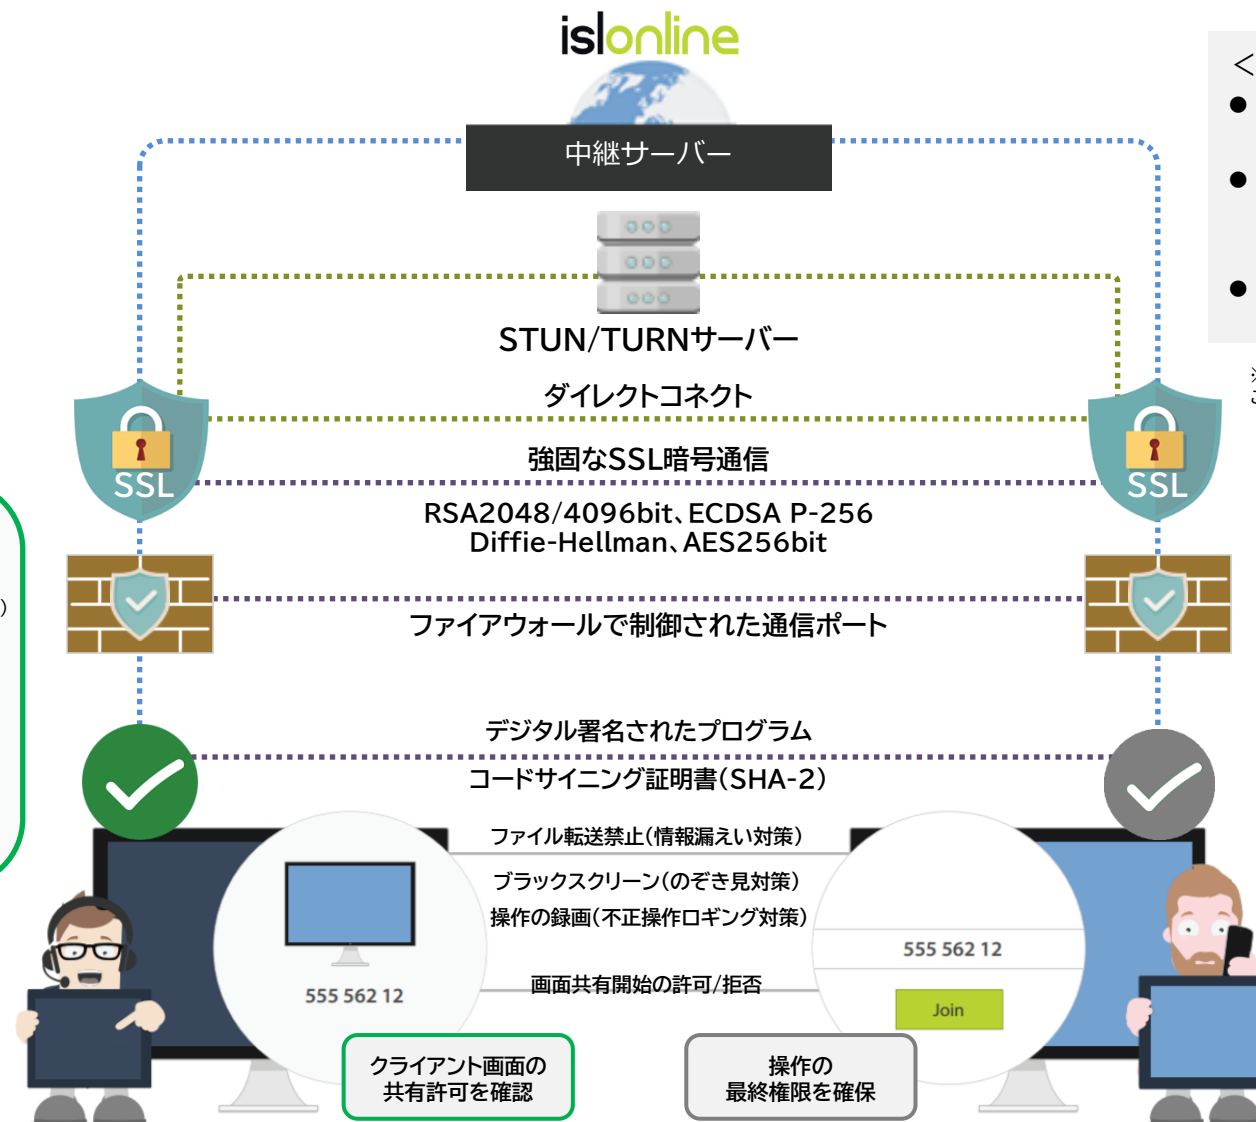 islonline
中継サーバー
<
●
●
●
STUN/TURNサーバー
ダイレクトコネクト
※
強固なSSL暗号通信
SSL
SSL
RSA2048/4096bit、ECDSA P-256
Diffie-Hellman、AES256bit
)
ファイアウォールで制御された通信ポート
デジタル署名されたプログラム
コードサイニング証明書(SHA-2)
ファイル転送禁止(情報漏えい対策)
ブラックスクリーン(のぞき見対策)
操作の録画(不正操作ロギング対策)
555 562 12
画面共有開始の許可/拒否
555 562 12
Join
クライアント画面の
共有許可を確認
操作の
最終権限を確保